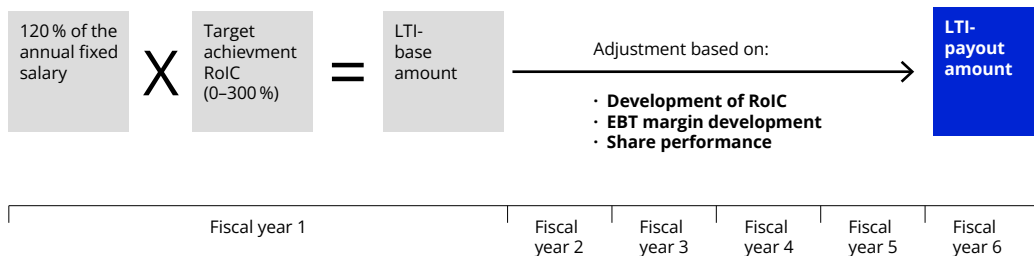 120 % of the
annual fixed
salary
X
Target
achievment
RoIC
(0–300 %)
=
LTI-
base
amount
Adjustment based on:
· Development of RoIC
· EBT margin development
· Share performance
LTI-
payout
amount
Fiscal year 1
Fiscal
year 2
Fiscal
year 3
Fiscal
year 4
Fiscal
year 5
Fiscal
year 6